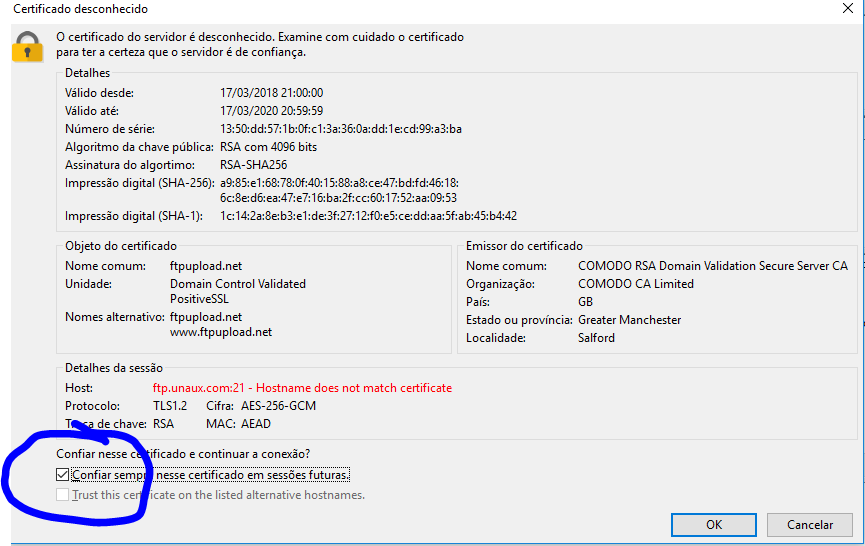 Certificado desconhecido
O certificado do servidor é desconhecido. Examine com cuidado o certificado
para ter a certeza que o servidor é de confiança.
Detalhes
Válido desde: 17/03/2018 21:00:00
Válido até: 17/03/2020 20:59:59
Número de série: 13:50:dd:57:1b:0f:c1:3a:36:0a:dd:1e:cd:99:a3:ba
Algoritmo da chave pública: RSA com 4096 bits
Assinatura do algortimo: RSA-SHA256
Impressão digital (SHA-256): a9:85:e1:68:78:0f:40:15:88:a8:ce:47:bd:fd:46:18:
6c:8e:d6:ea:47:e7:16:ba:2f:cc:60:17:52:aa:09:53
Impressão digital (SHA-1): 1c:14:2a:8e:b3:e1:de:3f:27:12:f0:e5:ce:dd:aa:5f:ab:45:b4:42
Objeto do certificado
Nome comum: ftpupload.net
Unidade: Domain Control Validated
PositiveSSL
Nomes alternativo: ftpupload.net
www.ftpupload.net
Emissor do certificado
Nome comum: COMODO RSA Domain Validation Secure Server CA
Organização: COMODO CA Limited
País: GB
Estado ou província: Greater Manchester
Localidade: Salford
Detalhes da sessão
Host: ftp.unaux.com:21 - Hostname does not match certificate
Protocolo: TLS1.2 Cifra: AES-256-GCM
Troca de chave: RSA MAC: AEAD
Confiar nesse certificado e continuar a conexão?
Confiar sempre nesse certificado em sessões futuras.
Trust this certificate on the listed alternative hostnames.
OK Cancelar